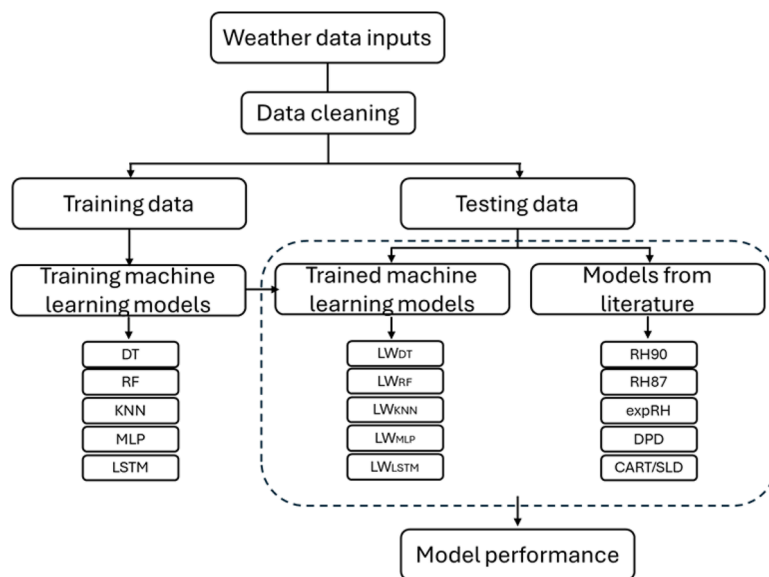 Weather data inputs
Data cleaning
Training data
Testing data
Training machine
learning models
Trained machine
learning models
Models from
literature
DT
RF
KNN
MLP
LSTM
LWDT
LWRF
LWKNN
LWMLP
LWLSTM
RH90
RH87
expRH
DPD
CART/SLD
Model performance